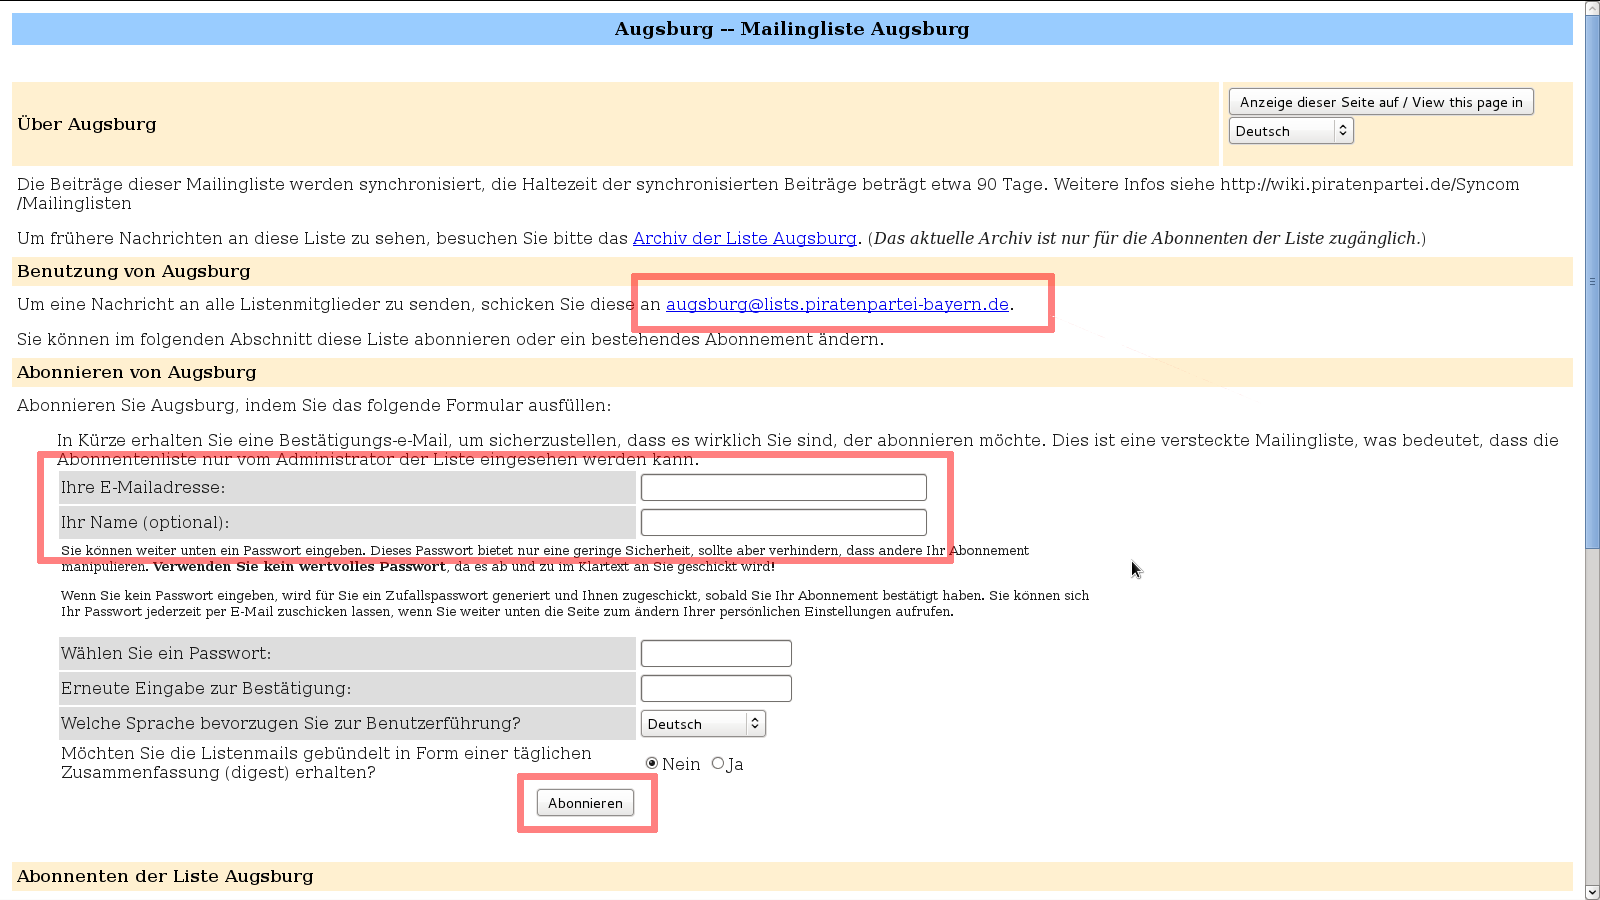 Augsburg -- Mailingliste Augsburg
Über Augsburg
Anzeige dieser Seite auf / View this page in
Deutsch
Die Beiträge dieser Mailingliste werden synchronisiert, die Haltezeit der synchronisierten Beiträge beträgt etwa 90 Tage. Weitere Infos siehe http://wiki.piratenpartei.de/Syncom
/Mailinglisten
Um frühere Nachrichten an diese Liste zu sehen, besuchen Sie bitte das Archiv der Liste Augsburg. (Das aktuelle Archiv ist nur für die Abonnenten der Liste zugänglich.)
Benutzung von Augsburg
Um eine Nachricht an alle Listenmitglieder zu senden, schicken Sie diese an augsburg@lists.piratenpartei-bayern.de.
Sie können im folgenden Abschnitt diese Liste abonnieren oder ein bestehendes Abonnement ändern.
Abonnieren von Augsburg
Abonnieren Sie Augsburg, indem Sie das folgende Formular ausfüllen:
In Kürze erhalten Sie eine Bestätigungs-e-Mail, um sicherzustellen, dass es wirklich Sie sind, der abonnieren möchte. Dies ist eine versteckte Mailingliste, was bedeutet, dass die
Abonnentenliste nur vom Administrator der Liste eingesehen werden kann.
Ihre E-Mailadresse:
Ihr Name (optional):
Sie können weiter unten ein Passwort eingeben. Dieses Passwort bietet nur eine geringe Sicherheit, sollte aber verhindern, dass andere Ihr Abonnement
manipulieren. Verwenden Sie kein wertvolles Passwort, da es ab und zu im Klartext an Sie geschickt wird!
Wenn Sie kein Passwort eingeben, wird für Sie ein Zufallspasswort generiert und Ihnen zugeschickt, sobald Sie Ihr Abonnement bestätigt haben. Sie können sich
Ihr Passwort jederzeit per E-Mail zuschicken lassen, wenn Sie weiter unten die Seite zum ändern Ihrer persönlichen Einstellungen aufrufen.
Wählen Sie ein Passwort:
Erneute Eingabe zur Bestätigung:
Welche Sprache bevorzugen Sie zur Benutzerführung?
Deutsch
Möchten Sie die Listenmails gebündelt in Form einer täglichen
Zusammenfassung (digest) erhalten?
Nein Ja
Abonnieren
Abonnenten der Liste Augsburg